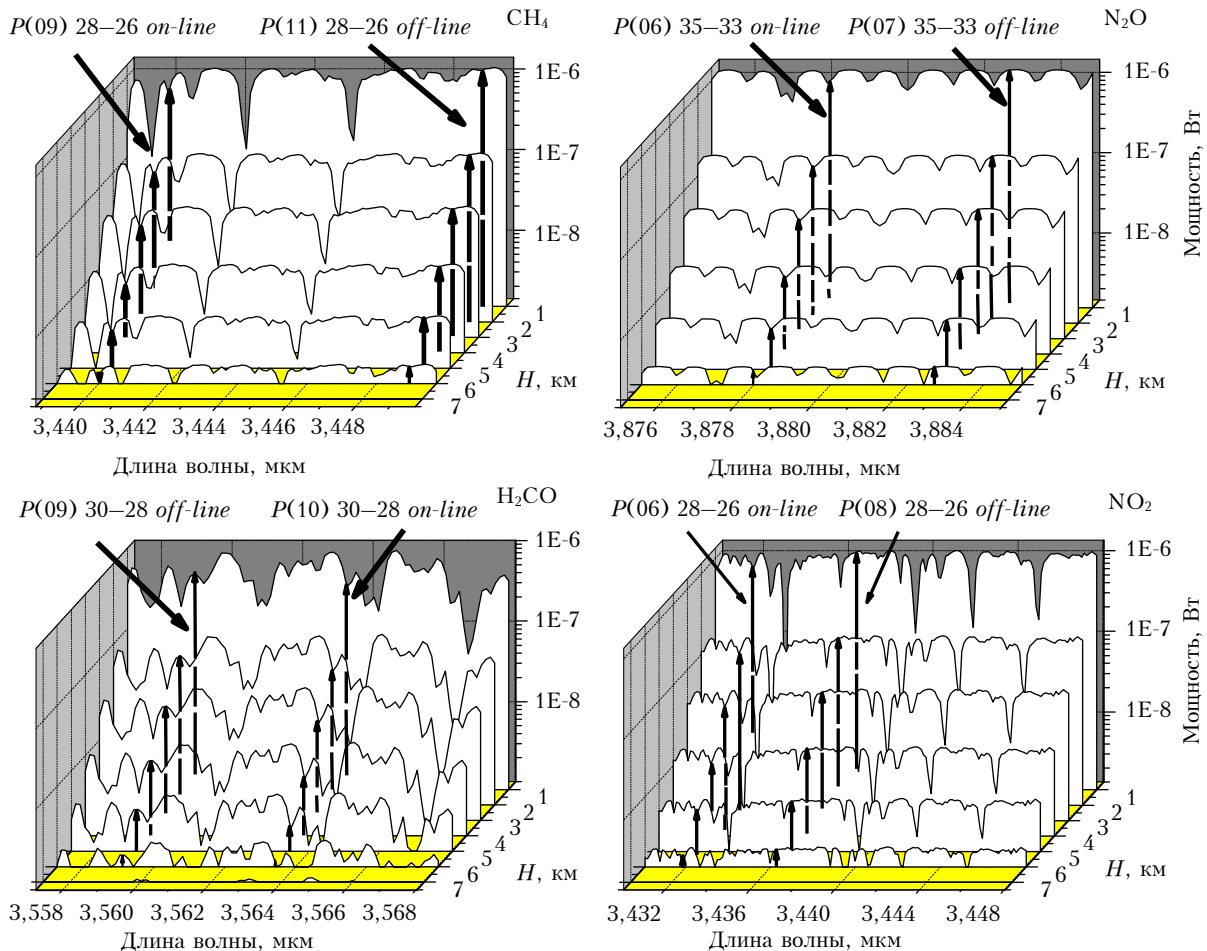 CH₄
P(09) 28–26 on-line P(11) 28–26 off-line
1E-6
1E-7
1E-8
1
2
3
4
5
6
7
H, км
3,440 3,442 3,444 3,446 3,448
Длина волны, мкм
N₂O
P(06) 35–33 on-line P(07) 35–33 off-line
1E-6
1E-7
1E-8
Мощность, Вт
1
2
3
4
5
6
7
H, км
3,876 3,878 3,880 3,882 3,884
Длина волны, мкм
H₂CO
P(09) 30–28 off-line P(10) 30–28 on-line
1E-6
1E-7
1E-8
1
2
3
4
5
6
7
H, км
3,558 3,560 3,562 3,564 3,566 3,568
Длина волны, мкм
NO₂
P(06) 28–26 on-line P(08) 28–26 off-line
1E-6
1E-7
1E-8
Мощность, Вт
1
2
3
4
5
6
7
H, км
3,432 3,436 3,440 3,444 3,448
Длина волны, мкм